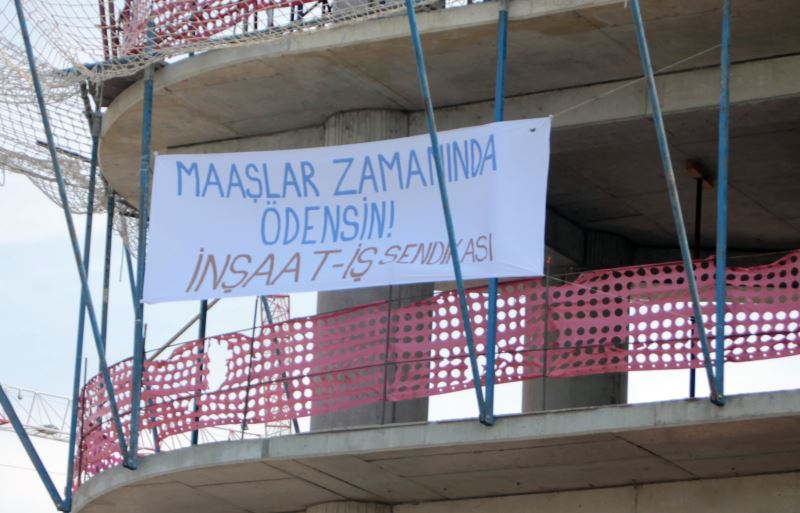 MAAŞLAR ZAMANINDA
ÖDENSİN!
İNŞAAT-İŞ SENDİKASI